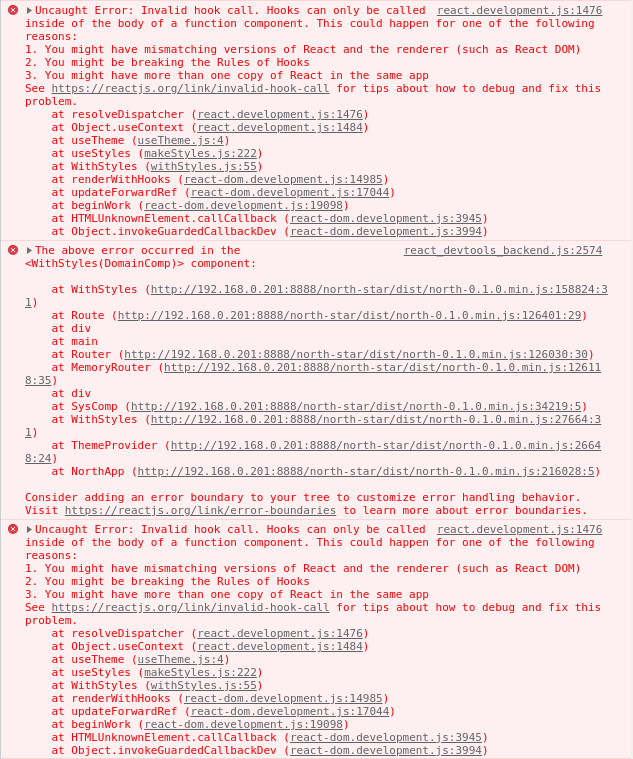 Uncaught Error: Invalid hook call. Hooks can only be called react.development.js:1476
inside of the body of a function component. This could happen for one of the following
reasons:
1. You might have mismatching versions of React and the renderer (such as React DOM)
2. You might be breaking the Rules of Hooks
3. You might have more than one copy of React in the same app
See https://reactjs.org/link/invalid-hook-call for tips about how to debug and fix this
problem.
at resolveDispatcher (react.development.js:1476)
at Object.useContext (react.development.js:1484)
at useTheme (useTheme.js:4)
at useStyles (makeStyles.js:222)
at WithStyles (withStyles.js:55)
at renderWithHooks (react-dom.development.js:14985)
at updateForwardRef (react-dom.development.js:17044)
at beginWork (react-dom.development.js:19098)
at HTMLUnknownElement.callCallback (react-dom.development.js:3945)
at Object.invokeGuardedCallbackDev (react-dom.development.js:3994)
The above error occurred in the react_devtools_backend.js:2574
<WithStyles(DomainComp)> component:
at WithStyles (http://192.168.0.201:8888/north-star/dist/north-0.1.0.min.js:158824:3
1)
at Route (http://192.168.0.201:8888/north-star/dist/north-0.1.0.min.js:126401:29)
at div
at main
at Router (http://192.168.0.201:8888/north-star/dist/north-0.1.0.min.js:126030:30)
at MemoryRouter (http://192.168.0.201:8888/north-star/dist/north-0.1.0.min.js:12611
8:35)
at div
at SysComp (http://192.168.0.201:8888/north-star/dist/north-0.1.0.min.js:34219:5)
at WithStyles (http://192.168.0.201:8888/north-star/dist/north-0.1.0.min.js:27664:3
1)
at ThemeProvider (http://192.168.0.201:8888/north-star/dist/north-0.1.0.min.js:2664
8:24)
at NorthApp (http://192.168.0.201:8888/north-star/dist/north-0.1.0.min.js:216028:5)
Consider adding an error boundary to your tree to customize error handling behavior.
Visit https://reactjs.org/link/error-boundaries to learn more about error boundaries.
Uncaught Error: Invalid hook call. Hooks can only be called react.development.js:1476
inside of the body of a function component. This could happen for one of the following
reasons:
1. You might have mismatching versions of React and the renderer (such as React DOM)
2. You might be breaking the Rules of Hooks
3. You might have more than one copy of React in the same app
See https://reactjs.org/link/invalid-hook-call for tips about how to debug and fix this
problem.
at resolveDispatcher (react.development.js:1476)
at Object.useContext (react.development.js:1484)
at useTheme (useTheme.js:4)
at useStyles (makeStyles.js:222)
at WithStyles (withStyles.js:55)
at renderWithHooks (react-dom.development.js:14985)
at updateForwardRef (react-dom.development.js:17044)
at beginWork (react-dom.development.js:19098)
at HTMLUnknownElement.callCallback (react-dom.development.js:3945)
at Object.invokeGuardedCallbackDev (react-dom.development.js:3994)